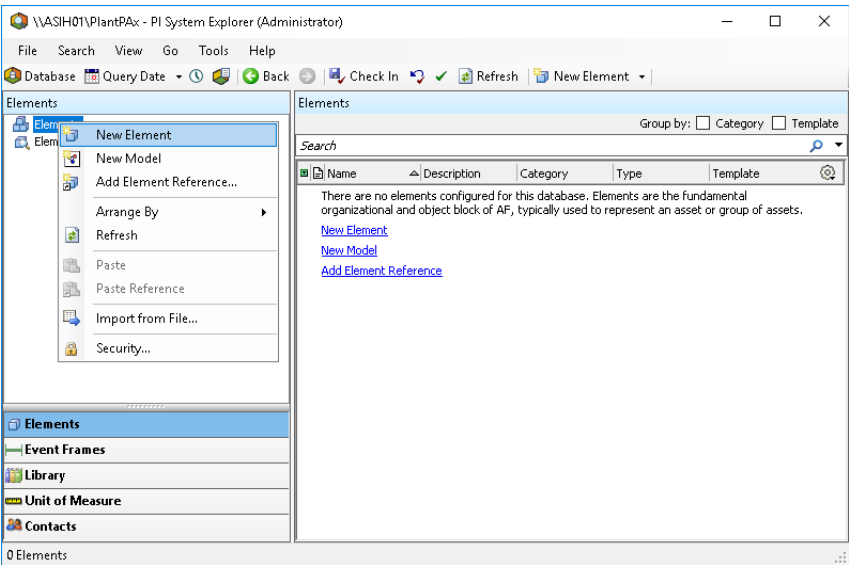 \\ASIH01\PlantPAx - PI System Explorer (Administrator)
File Search View Go Tools Help
Database Query Date Back Check In Refresh New Element
Elements
Elem
Elem
New Element
New Model
Add Element Reference...
Arrange By
Refresh
Paste
Paste Reference
Import from File...
Security...
Elements
Event Frames
Library
Unit of Measure
Contacts
Elements
Group by: Category Template
Search
Name Description Category Type Template
There are no elements configured for this database. Elements are the fundamental
organizational and object block of AF, typically used to represent an asset or group of assets.
New Element
New Model
Add Element Reference
0 Elements